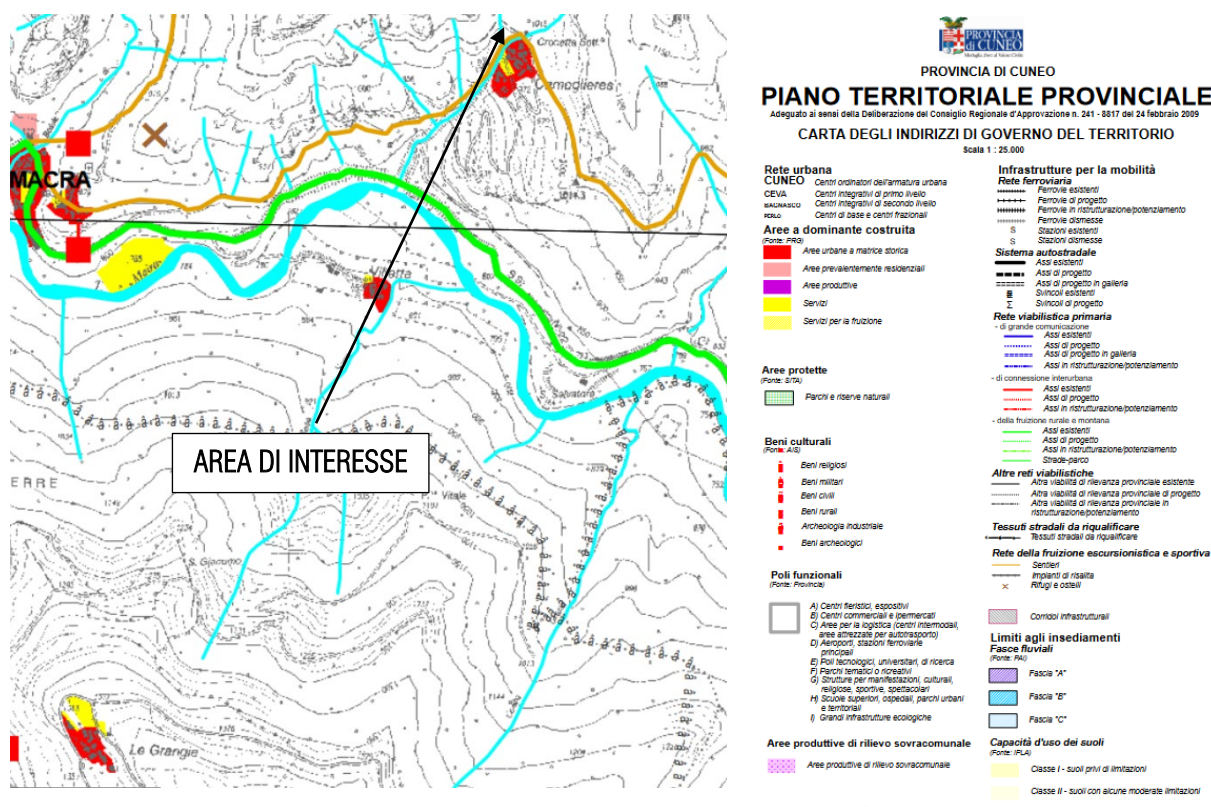 Crocetta Sott.
Camoglieres
MACRA
Villetta
Salvatore
AREA DI INTERESSE
ERRE
Vitale
S. Giacomo
Le Grangie
PROVINCIA
di CUNEO
PROVINCIA DI CUNEO
PIANO TERRITORIALE PROVINCIALE
Adeguato ai sensi della Deliberazione del Consiglio Regionale d'Approvazione n. 241 - 8817 del 24 febbraio 2009
CARTA DEGLI INDIRIZZI DI GOVERNO DEL TERRITORIO
Scala 1 : 25.000
Rete urbana
CUNEO Centri ordinatori dell'armatura urbana
CEVA Centri integrativi di primo livello
BAGNASCO Centri integrativi di secondo livello
PERLO Centri di base e centri frazionali
Aree a dominante costruita
(Fonte: PRG)
Aree urbane a matrice storica
Aree prevalentemente residenziali
Aree produttive
Servizi
Servizi per la fruizione
Aree protette
(Fonte: SITA)
Parchi e riserve naturali
Beni culturali
(Fonte: AIS)
Beni religiosi
Beni militari
Beni civili
Beni rurali
Archeologia industriale
Beni archeologici
Poli funzionali
(Fonte: Provincia)
A) Centri fieristici, espositivi
B) Centri commerciali e ipermercati
C) Aree per la logistica (centri intermodali,
aree attrezzate per autotrasporto)
D) Aeroporti, stazioni ferroviarie
principali
E) Poli tecnologici, universitari, di ricerca
F) Parchi tematici o ricreativi
G) Strutture per manifestazioni, culturali,
religiose, sportive, spettacolari
H) Scuole superiori, ospedali, parchi urbani
e territoriali
I) Grandi infrastrutture ecologiche
Aree produttive di rilievo sovracomunale
Aree produttive di rilievo sovracomunale
Infrastrutture per la mobilità
Rete ferroviaria
Ferrovie esistenti
Ferrovie di progetto
Ferrovie in ristrutturazione/potenziamento
Ferrovie dismesse
S Stazioni esistenti
S Stazioni dismesse
Sistema autostradale
Assi esistenti
Assi di progetto
Assi di progetto in galleria
Svincoli esistenti
Σ Svincoli di progetto
Rete viabilistica primaria
- di grande comunicazione
Assi esistenti
Assi di progetto
Assi di progetto in galleria
Assi in ristrutturazione/potenziamento
- di connessione interurbana
Assi esistenti
Assi di progetto
Assi in ristrutturazione/potenziamento
- della fruizione rurale e montana
Assi esistenti
Assi di progetto
Assi in ristrutturazione/potenziamento
Strade-parco
Altre reti viabilistiche
Altra viabilità di rilevanza provinciale esistente
Altra viabilità di rilevanza provinciale di progetto
Altra viabilità di rilevanza provinciale in
ristrutturazione/potenziamento
Tessuti stradali da riqualificare
Tessuti stradali da riqualificare
Rete della fruizione escursionistica e sportiva
Sentieri
Impianti di risalita
Rifugi e ostelli
Corridoi infrastrutturali
Limiti agli insediamenti
Fasce fluviali
(Fonte: PAI)
Fascia "A"
Fascia "B"
Fascia "C"
Capacità d'uso dei suoli
(Fonte: IPLA)
Classe I - suoli privi di limitazioni
Classe II - suoli con alcune moderate limitazioni